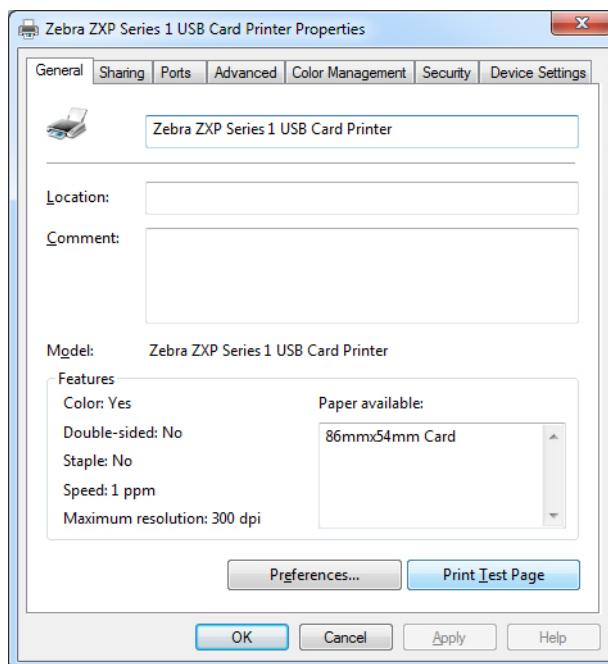 Zebra ZXP Series 1 USB Card Printer Properties
General Sharing Ports Advanced Color Management Security Device Settings
Zebra ZXP Series 1 USB Card Printer
Location:
Comment:
Model: Zebra ZXP Series 1 USB Card Printer
Features
Color: Yes Paper available:
Double-sided: No 86mmx54mm Card
Staple: No
Speed: 1 ppm
Maximum resolution: 300 dpi
Preferences... Print Test Page
OK Cancel Apply Help